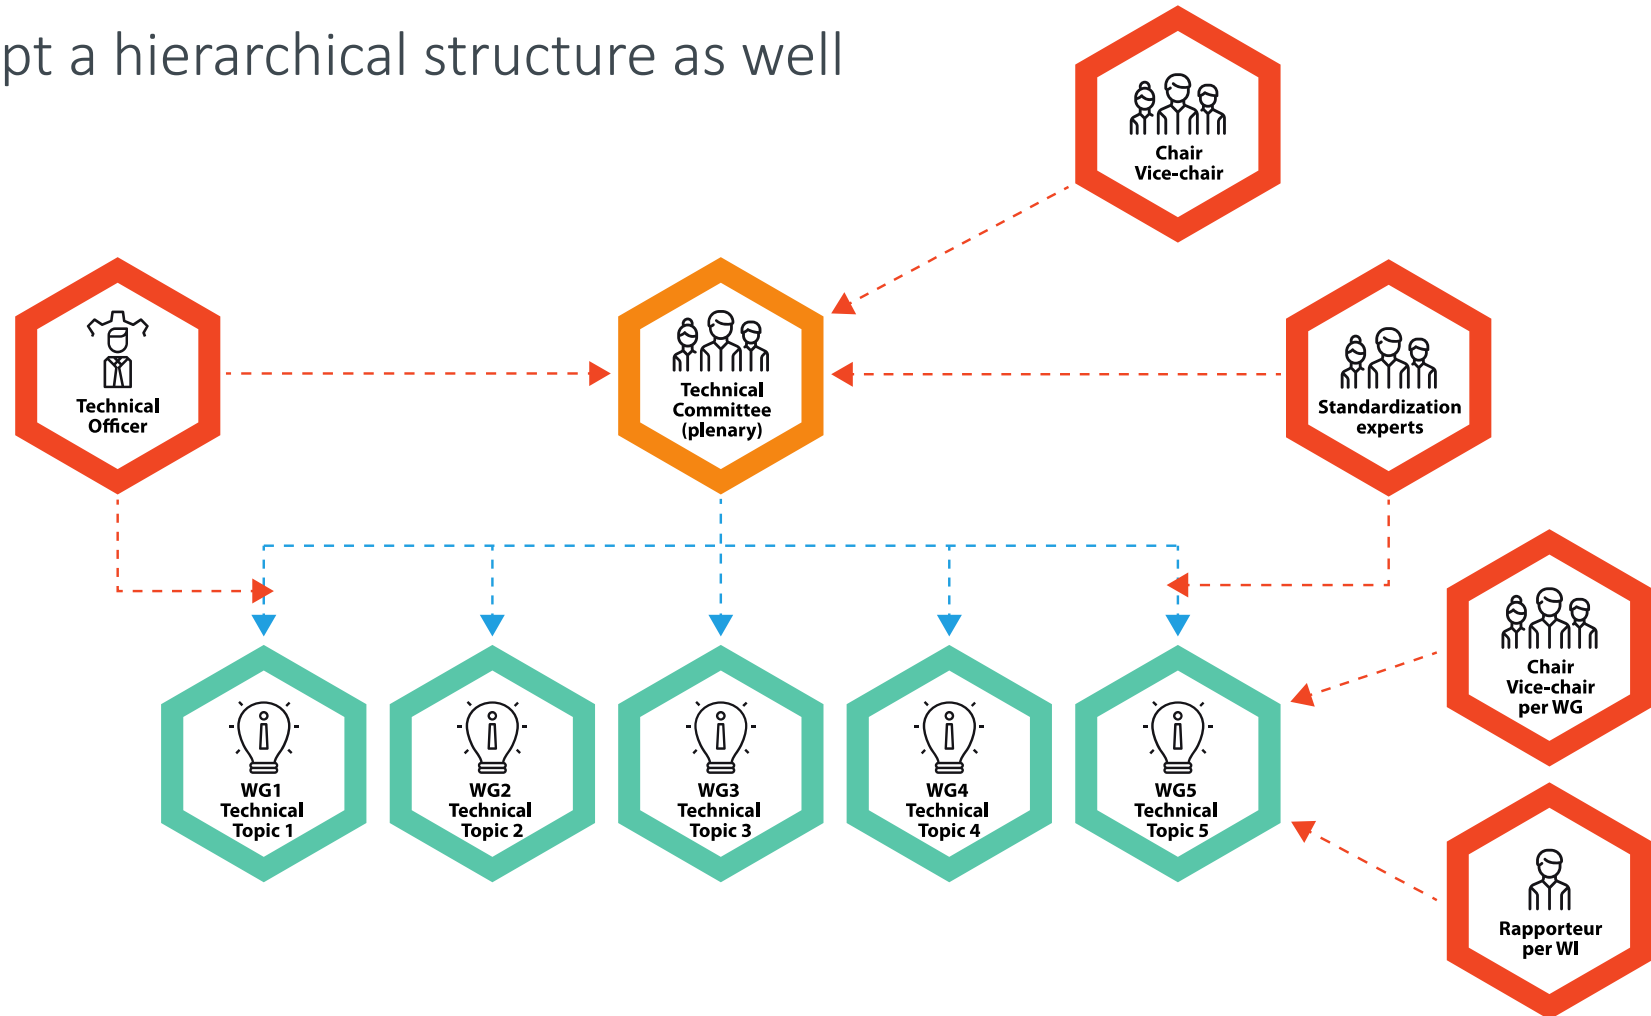 pt a hierarchical structure as well
Chair
Vice-chair
Technical
Officer
Technical
Committee
(plenary)
Standardization
experts
Chair
Vice-chair
per WG
WG1
Technical
Topic 1
WG2
Technical
Topic 2
WG3
Technical
Topic 3
WG4
Technical
Topic 4
WG5
Technical
Topic 5
Rapporteur
per WI